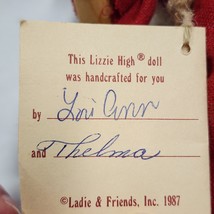 This Lizzie High® doll
was handcrafted for you
by Lori Ann
and Thelma
©Ladie & Friends, Inc. 1987